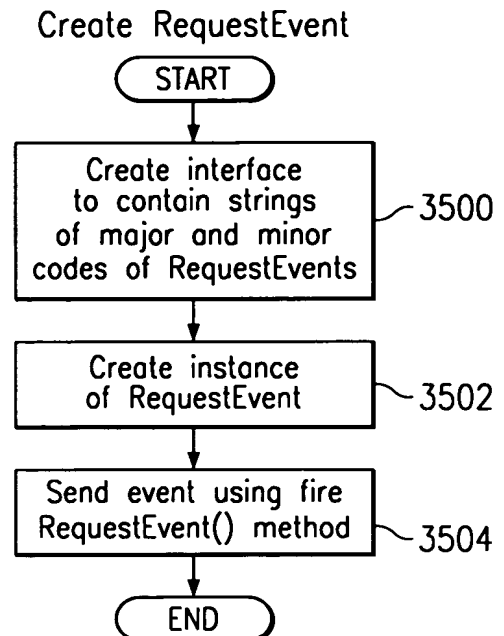 Create RequestEvent
START
Create interface
to contain strings
of major and minor
codes of RequestEvents
3500
Create instance
of RequestEvent
3502
Send event using fire
RequestEvent() method
3504
END